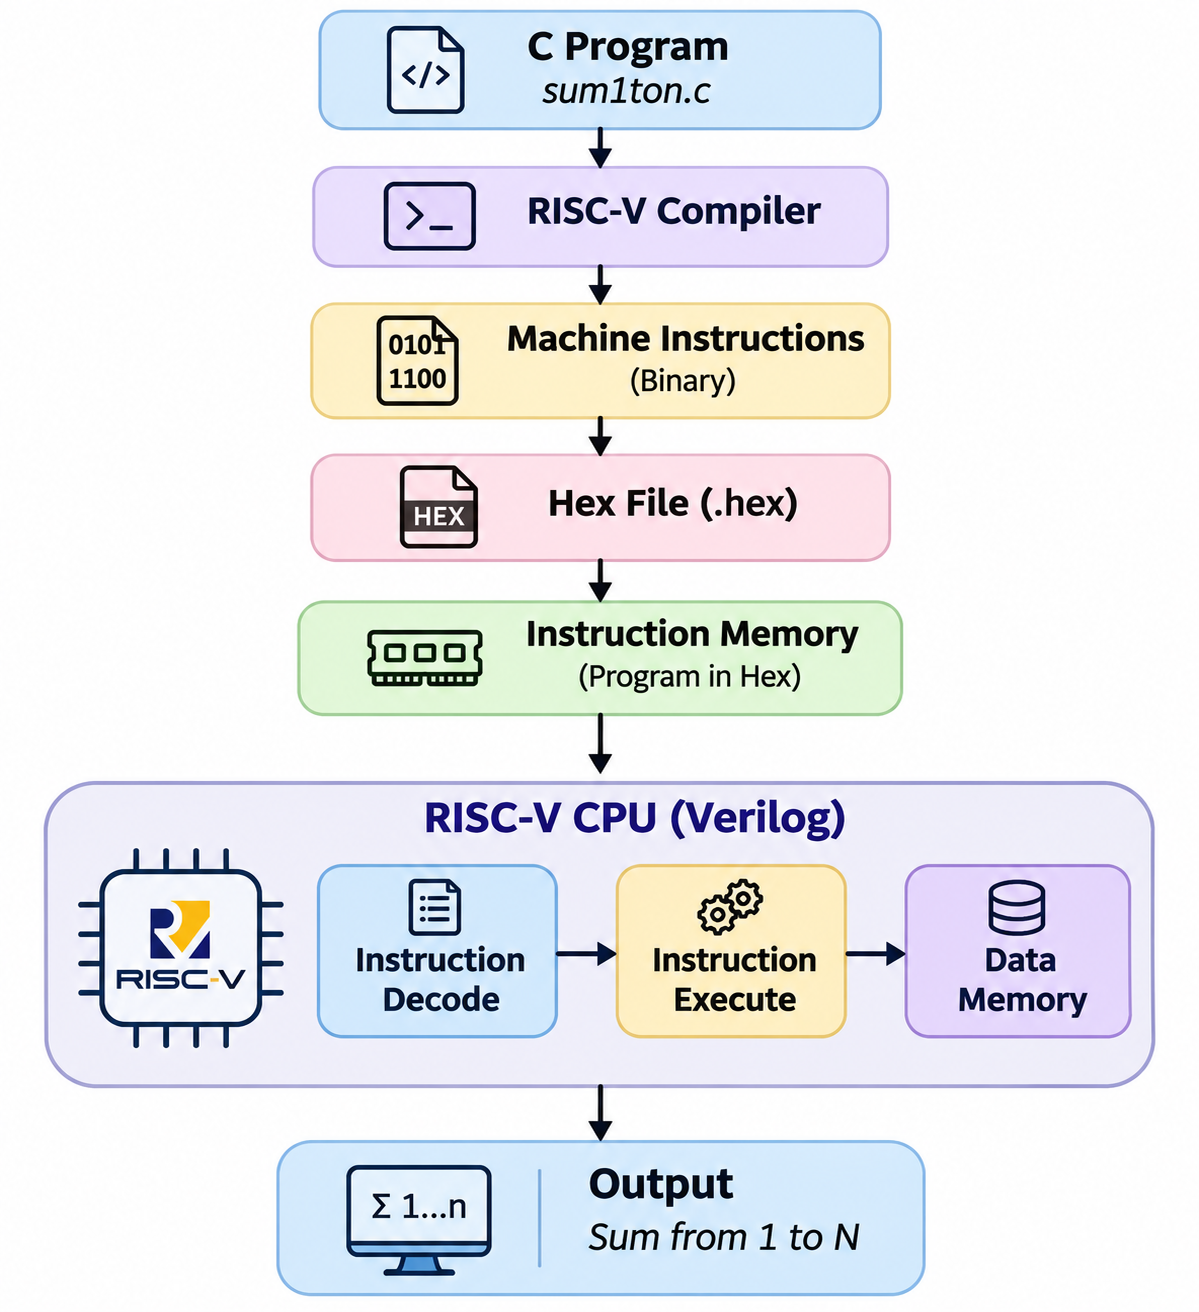 </>
C Program
sum1ton.c
>_
RISC-V Compiler
0101
1100
Machine Instructions
(Binary)
HEX
Hex File (.hex)
Instruction Memory
(Program in Hex)
RISC-V CPU (Verilog)
RISC-V
Instruction
Decode
Instruction
Execute
Data
Memory
Σ 1...n
Output
Sum from 1 to N